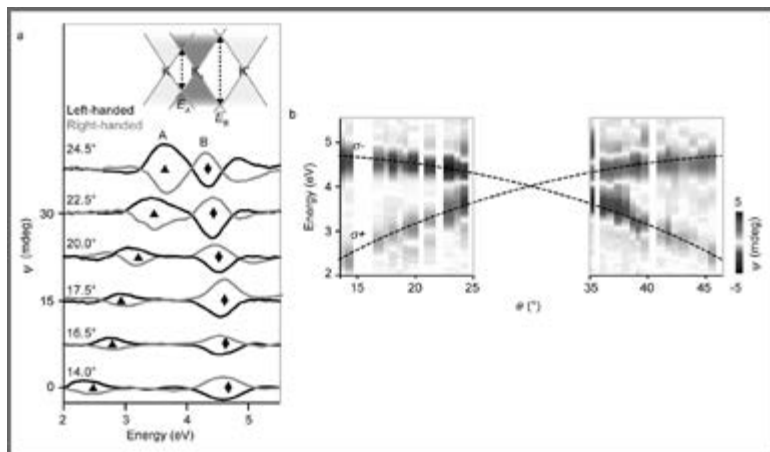 a
K
K'
E_A
E_B
Left-handed
Right-handed
A
B
24.5°
22.5°
20.0°
17.5°
16.5°
14.0°
30
15
0
ψ (mdeg)
2
3
4
5
Energy (eV)
b
σ-
σ+
5
4
3
2
Energy (eV)
15
20
25
35
40
45
θ (°)
5
-5
ψ (mdeg)